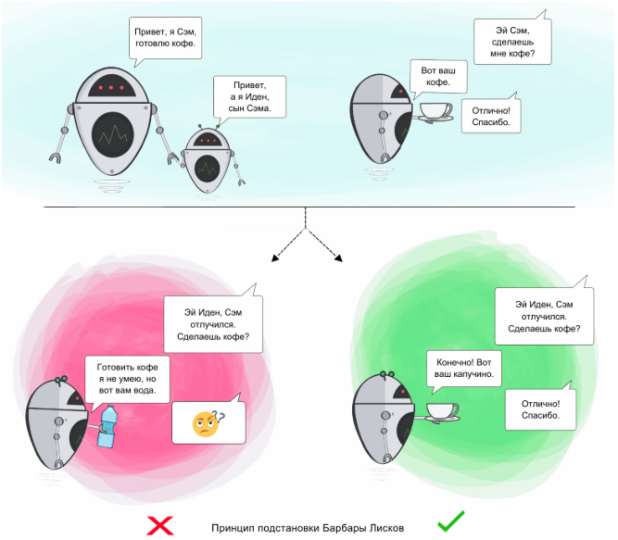 Привет, я Сэм,
готовлю кофе.
Привет,
а я Иден,
сын Сэма.
Эй Сэм,
сделаешь
мне кофе?
Вот ваш
кофе.
Отлично!
Спасибо.
Эй Иден, Сэм
отлучился.
Сделаешь кофе?
Готовить кофе
я не умею, но
вот вам вода.
??
Эй Иден, Сэм
отлучился.
Сделаешь кофе?
Конечно! Вот
ваш капучино.
Отлично!
Спасибо.
Принцип подстановки Барбары Лисков